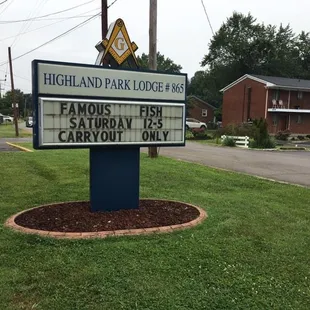 G
HIGHLAND PARK LODGE # 865
FAMOUS FISH
SATURDAY 12-5
CARRYOUT ONLY